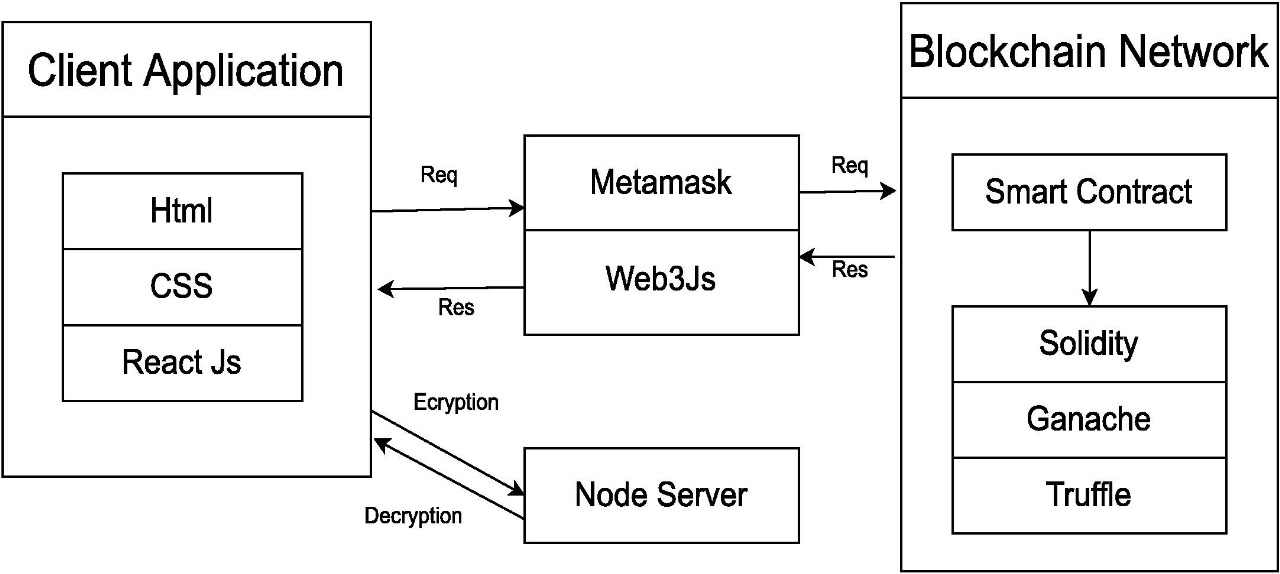 Client Application
Html
CSS
React Js
Req
Res
Metamask
Web3Js
Req
Res
Ecryption
Decryption
Node Server
Blockchain Network
Smart Contract
Solidity
Ganache
Truffle